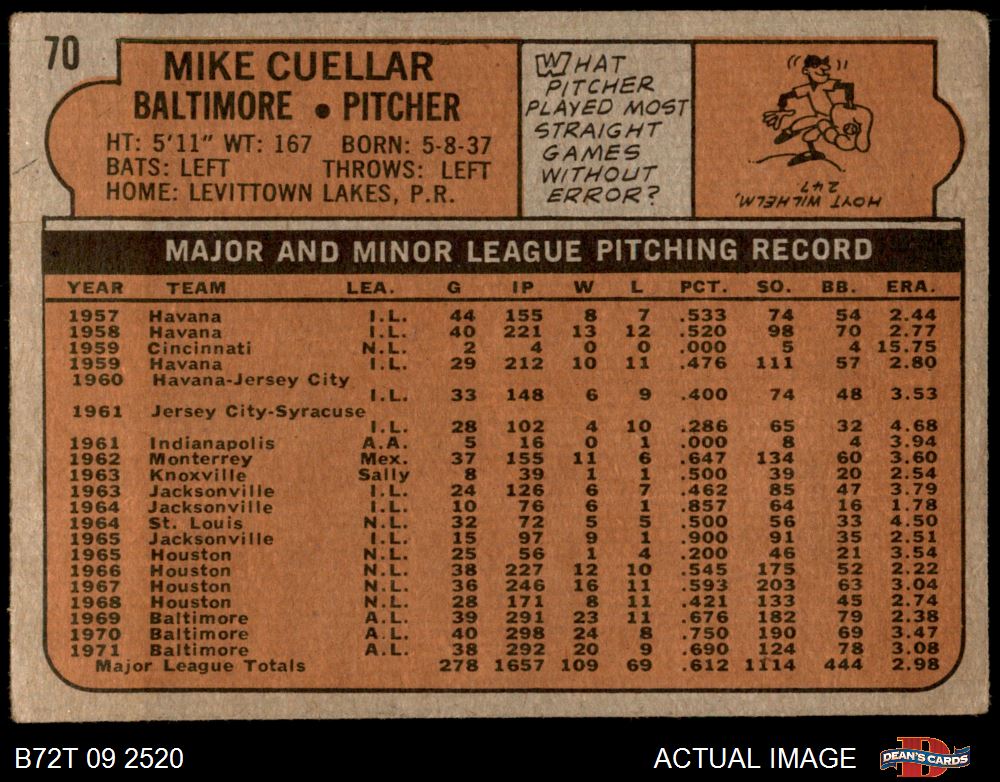 70
MIKE CUELLAR
BALTIMORE • PITCHER
HT: 5'11" WT: 167 BORN: 5-8-37
BATS: LEFT THROWS: LEFT
HOME: LEVITTOWN LAKES, P.R.
WHAT
PITCHER
PLAYED MOST
STRAIGHT
GAMES
WITHOUT
ERROR?
HOYT WILHELM,
247
MAJOR AND MINOR LEAGUE PITCHING RECORD
YEAR TEAM LEA. G IP W L PCT. SO. BB. ERA.
1957 Havana I.L. 44 155 8 7 .533 74 54 2.44
1958 Havana I.L. 40 221 13 12 .520 98 70 2.77
1959 Cincinnati N.L. 2 4 0 0 .000 5 4 15.75
1959 Havana I.L. 29 212 10 11 .476 111 57 2.80
1960 Havana-Jersey City
I.L. 33 148 6 9 .400 74 48 3.53
1961 Jersey City-Syracuse
I.L. 28 102 4 10 .286 65 32 4.68
1961 Indianapolis A.A. 5 16 0 1 .000 8 4 3.94
1962 Monterrey Mex. 37 155 11 6 .647 134 60 3.60
1963 Knoxville Sally 8 39 1 1 .500 39 20 2.54
1963 Jacksonville I.L. 24 126 6 7 .462 85 47 3.79
1964 Jacksonville I.L. 10 76 6 1 .857 64 16 1.78
1964 St. Louis N.L. 32 72 5 5 .500 56 33 4.50
1965 Jacksonville I.L. 15 97 9 1 .900 91 35 2.51
1965 Houston N.L. 25 56 1 4 .200 46 21 3.54
1966 Houston N.L. 38 227 12 10 .545 175 52 2.22
1967 Houston N.L. 36 246 16 11 .593 203 63 3.04
1968 Houston N.L. 28 171 8 11 .421 133 45 2.74
1969 Baltimore A.L. 39 291 23 11 .676 182 79 2.38
1970 Baltimore A.L. 40 298 24 8 .750 190 69 3.47
1971 Baltimore A.L. 38 292 20 9 .690 124 78 3.08
Major League Totals 278 1657 109 69 .612 1114 444 2.98
B72T 09 2520 ACTUAL IMAGE DEAN'S CARDS